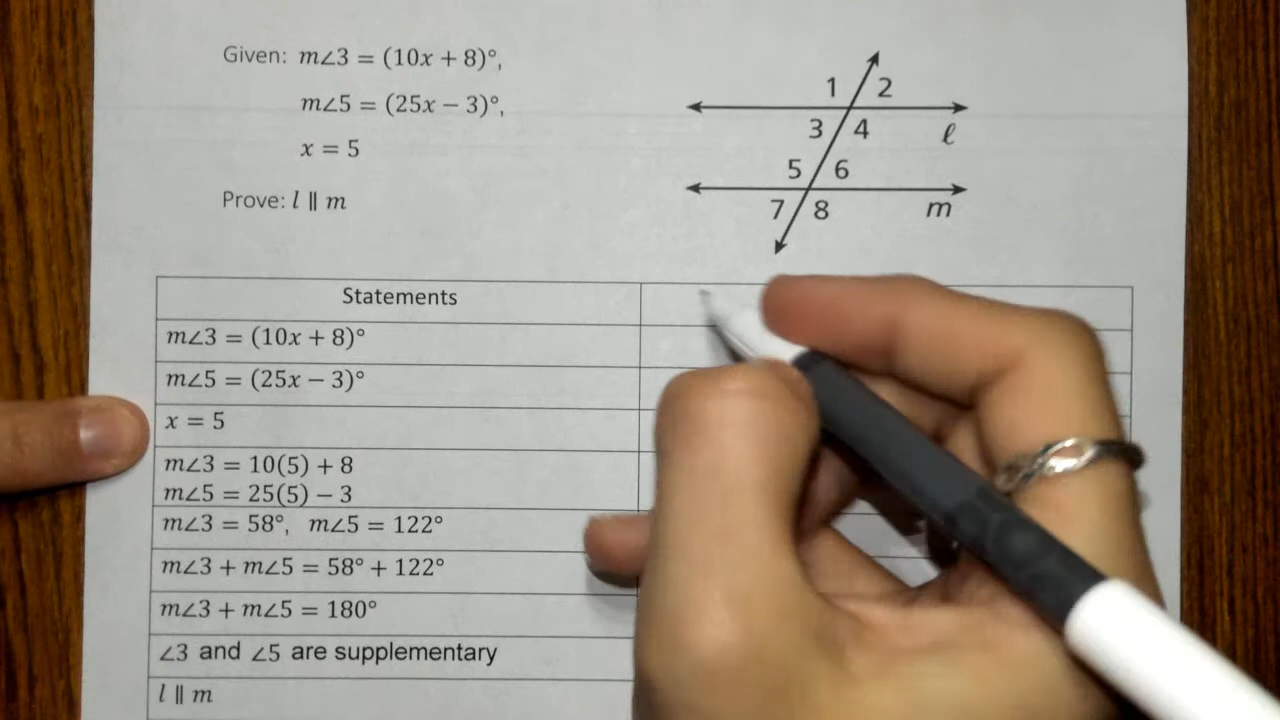 Given: m∠3 = (10x + 8)°,
m∠5 = (25x − 3)°,
x = 5
Prove: l ∥ m
1 2
3 4 ℓ
5 6
7 8 m
Statements
m∠3 = (10x + 8)°
m∠5 = (25x − 3)°
x = 5
m∠3 = 10(5) + 8
m∠5 = 25(5) − 3
m∠3 = 58°, m∠5 = 122°
m∠3 + m∠5 = 58° + 122°
m∠3 + m∠5 = 180°
∠3 and ∠5 are supplementary
l ∥ m